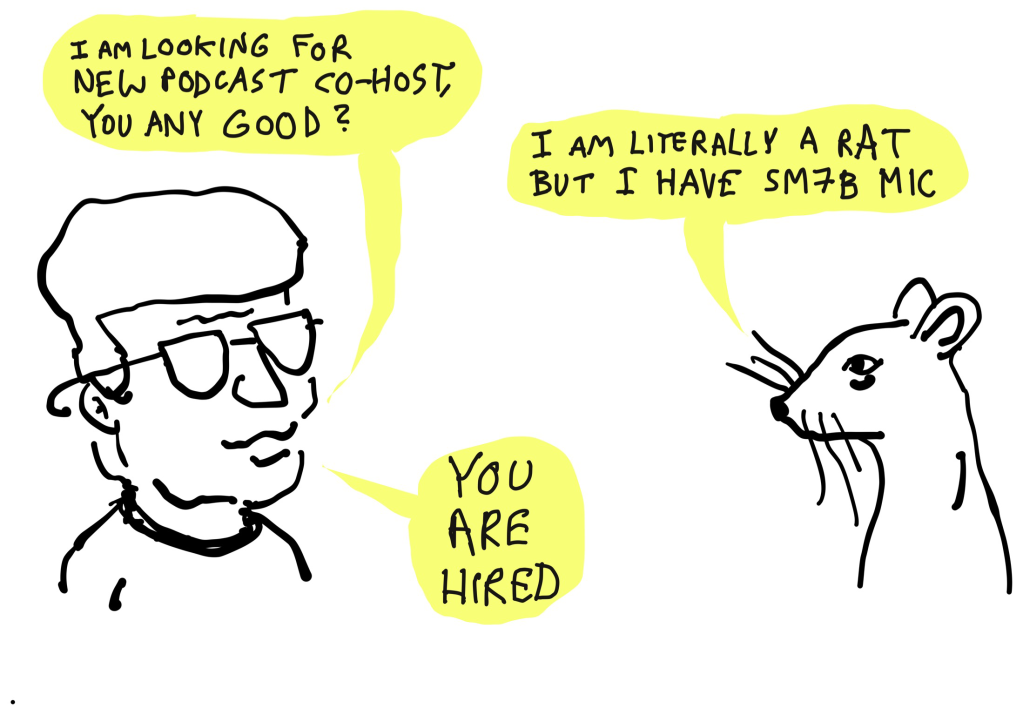 I AM LOOKING FOR
NEW PODCAST CO-HOST,
YOU ANY GOOD?
I AM LITERALLY A RAT
BUT I HAVE SM7B MIC
YOU
ARE
HIRED